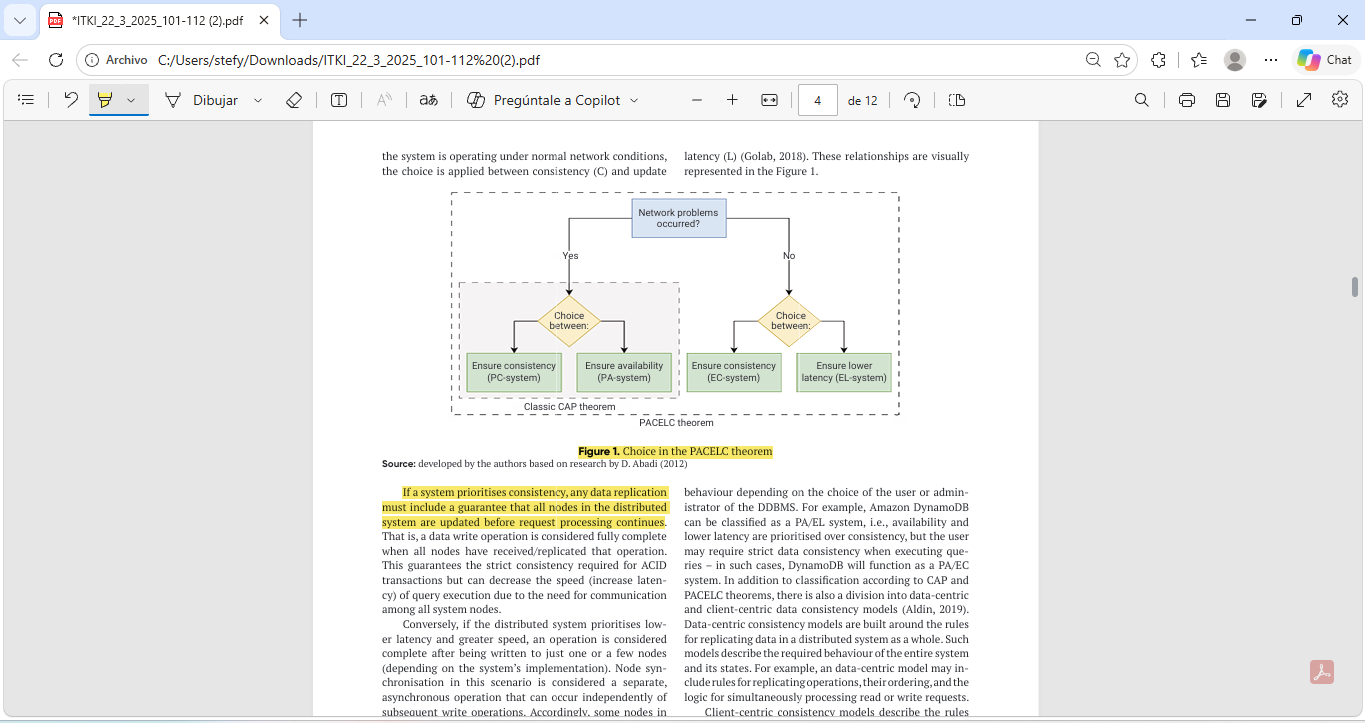 *ITKI_22_3_2025_101-112 (2).pdf
Archivo C:/Users/stefy/Downloads/ITKI_22_3_2025_101-112%20(2).pdf
Chat
Dibujar
aあ
Pregúntale a Copilot
4 de 12
the system is operating under normal network conditions,
the choice is applied between consistency (C) and update
latency (L) (Golab, 2018). These relationships are visually
represented in the Figure 1.
Network problems
occurred?
Yes
No
Choice
between:
Choice
between:
Ensure consistency
(PC-system)
Ensure availability
(PA-system)
Ensure consistency
(EC-system)
Ensure lower
latency (EL-system)
Classic CAP theorem
PACELC theorem
Figure 1. Choice in the PACELC theorem
Source: developed by the authors based on research by D. Abadi (2012)
If a system prioritises consistency, any data replication
must include a guarantee that all nodes in the distributed
system are updated before request processing continues.
That is, a data write operation is considered fully complete
when all nodes have received/replicated that operation.
This guarantees the strict consistency required for ACID
transactions but can decrease the speed (increase laten-
cy) of query execution due to the need for communication
among all system nodes.
Conversely, if the distributed system prioritises low-
er latency and greater speed, an operation is considered
complete after being written to just one or a few nodes
(depending on the system's implementation). Node syn-
chronisation in this scenario is considered a separate,
asynchronous operation that can occur independently of
subsequent write operations. Accordingly, some nodes in
behaviour depending on the choice of the user or admin-
istrator of the DDBMS. For example, Amazon DynamoDB
can be classified as a PA/EL system, i.e., availability and
lower latency are prioritised over consistency, but the user
may require strict data consistency when executing que-
ries – in such cases, DynamoDB will function as a PA/EC
system. In addition to classification according to CAP and
PACELC theorems, there is also a division into data-centric
and client-centric data consistency models (Aldin, 2019).
Data-centric consistency models are built around the rules
for replicating data in a distributed system as a whole. Such
models describe the required behaviour of the entire system
and its states. For example, an data-centric model may in-
clude rules for replicating operations, their ordering, and the
logic for simultaneously processing read or write requests.
Client-centric consistency models describe the rules